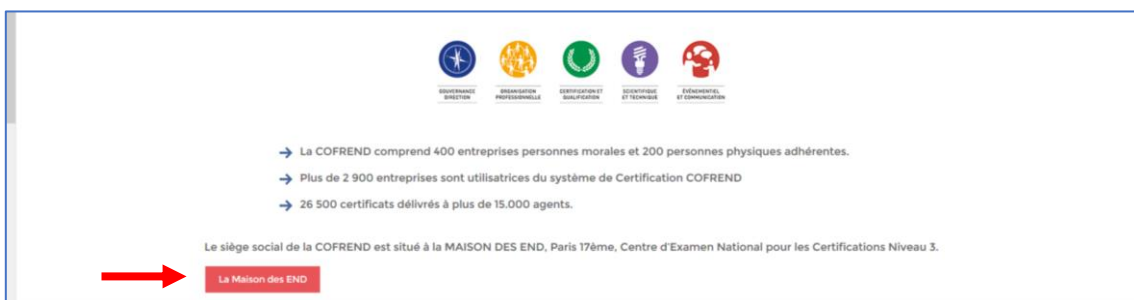 GOUVERNANCE
DIRECTION
ORGANISATION
PROFESSIONNELLE
CERTIFICATION ET
QUALIFICATION
SCIENTIFIQUE
ET TECHNIQUE
ÉVÉNEMENTIEL
ET COMMUNICATION
La COFREND comprend 400 entreprises personnes morales et 200 personnes physiques adhérentes.
Plus de 2 900 entreprises sont utilisatrices du système de Certification COFREND
26 500 certificats délivrés à plus de 15.000 agents.
Le siège social de la COFREND est situé à la MAISON DES END, Paris 17ème, Centre d'Examen National pour les Certifications Niveau 3.
La Maison des END